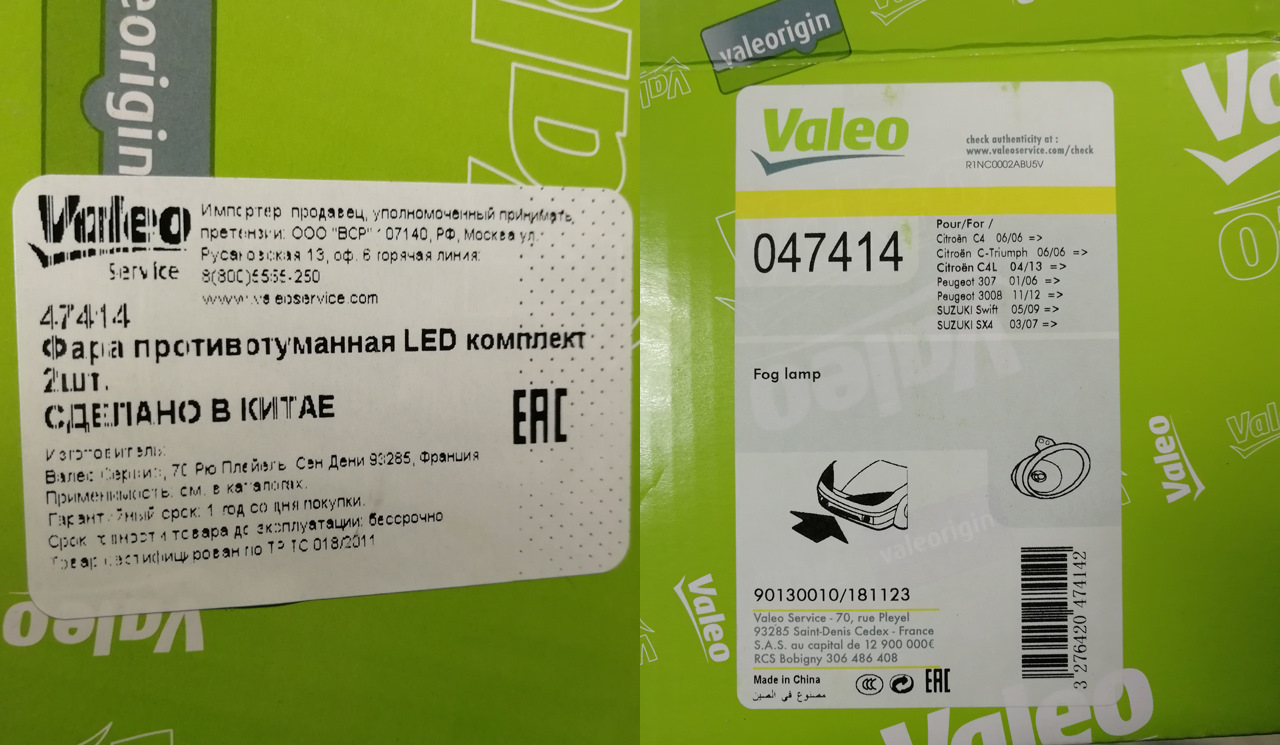 valeorigin
Valeo
Service
Импортер, продавец, уполномоченный принимать,
претензии: ООО "ВСР" 107140, РФ, Москва ул.
Русаковская 13, оф. 6 горячая линия:
8(800)5555-250
www.valeoservice.com
47414
Фара противотуманная LED комплект
2шт.
СДЕЛАНО В КИТАЕ
EAC
Изготовитель:
Валео Сервис, 70 Рю Плейель, Сен Дени 93285, Франция
Применимость: см. в каталогах.
Гарантийный срок: 1 год со дня покупки.
Срок годности товара до эксплуатации: бессрочно
Товар сертифицирован по ТР ТС 018/2011
Valeo
valeorigin
Valeo
check authenticity at :
www.valeoservice.com/check
R1NC0002ABU5V
047414
Pour/For /
Citroën C4 06/06 =>
Citroën C-Triumph 06/06 =>
Citroën C4L 04/13 =>
Peugeot 307 01/06 =>
Peugeot 3008 11/12 =>
SUZUKI Swift 05/09 =>
SUZUKI SX4 03/07 =>
Fog lamp
valeorigin
90130010/181123
Valeo Service - 70, rue Pleyel
93285 Saint-Denis Cedex - France
S.A.S. au capital de 12 900 000€
RCS Bobigny 306 486 408
Made in China
مصنوع في الصين
CCC
EAC
3 276420 474142
Valeo
Valeo
Valeo
Valeo